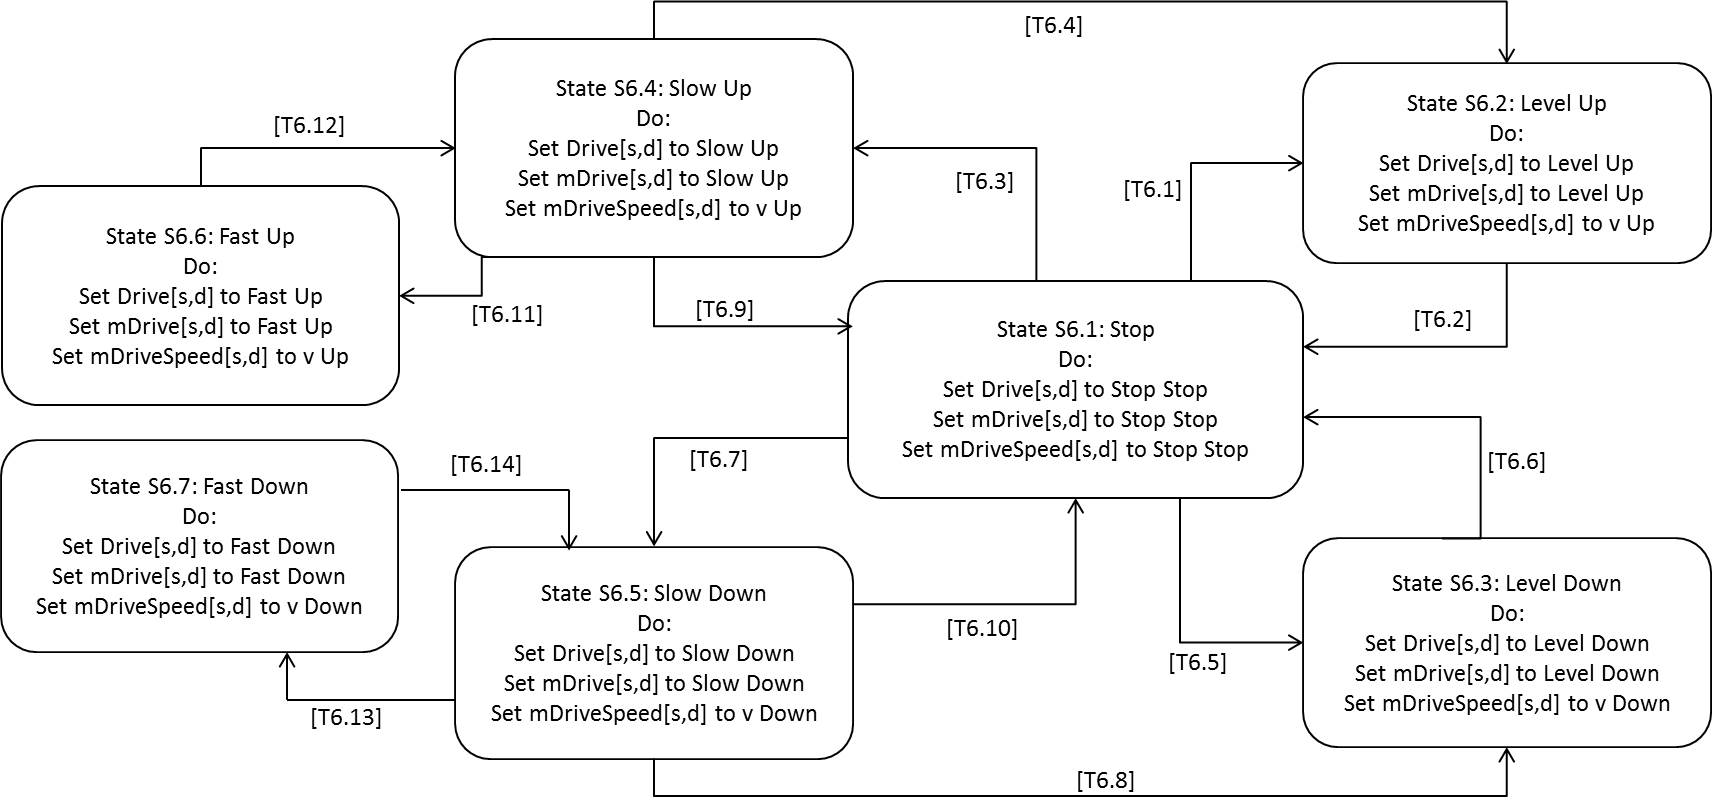 [T6.4]
State S6.4: Slow Up
Do:
Set Drive[s,d] to Slow Up
Set mDrive[s,d] to Slow Up
Set mDriveSpeed[s,d] to v Up
State S6.2: Level Up
Do:
Set Drive[s,d] to Level Up
Set mDrive[s,d] to Level Up
Set mDriveSpeed[s,d] to v Up
[T6.12]
[T6.3]
[T6.1]
State S6.6: Fast Up
Do:
Set Drive[s,d] to Fast Up
Set mDrive[s,d] to Fast Up
Set mDriveSpeed[s,d] to v Up
[T6.11]
[T6.9]
[T6.2]
State S6.1: Stop
Do:
Set Drive[s,d] to Stop Stop
Set mDrive[s,d] to Stop Stop
Set mDriveSpeed[s,d] to Stop Stop
[T6.14]
[T6.7]
[T6.6]
State S6.7: Fast Down
Do:
Set Drive[s,d] to Fast Down
Set mDrive[s,d] to Fast Down
Set mDriveSpeed[s,d] to v Down
State S6.5: Slow Down
Do:
Set Drive[s,d] to Slow Down
Set mDrive[s,d] to Slow Down
Set mDriveSpeed[s,d] to v Down
[T6.10]
[T6.5]
State S6.3: Level Down
Do:
Set Drive[s,d] to Level Down
Set mDrive[s,d] to Level Down
Set mDriveSpeed[s,d] to v Down
[T6.13]
[T6.8]